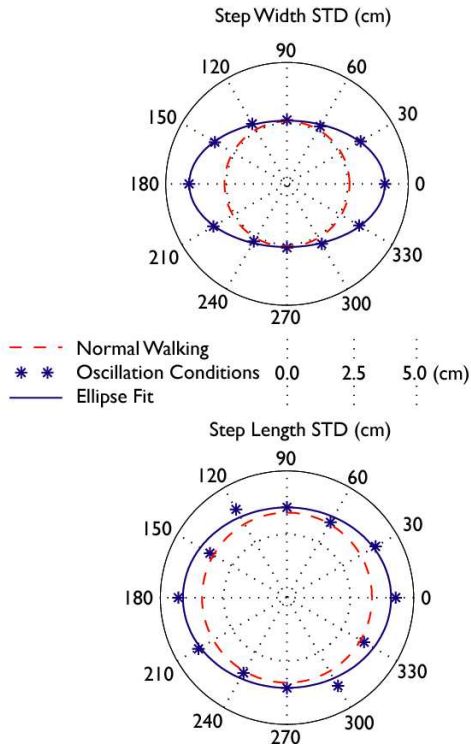 Step Width STD (cm)
90
120 60
150 30
180 0
210 330
240 300
270
Normal Walking
Oscillation Conditions 0.0 2.5 5.0 (cm)
Ellipse Fit
Step Length STD (cm)
90
120 60
150 30
180 0
210 330
240 300
270